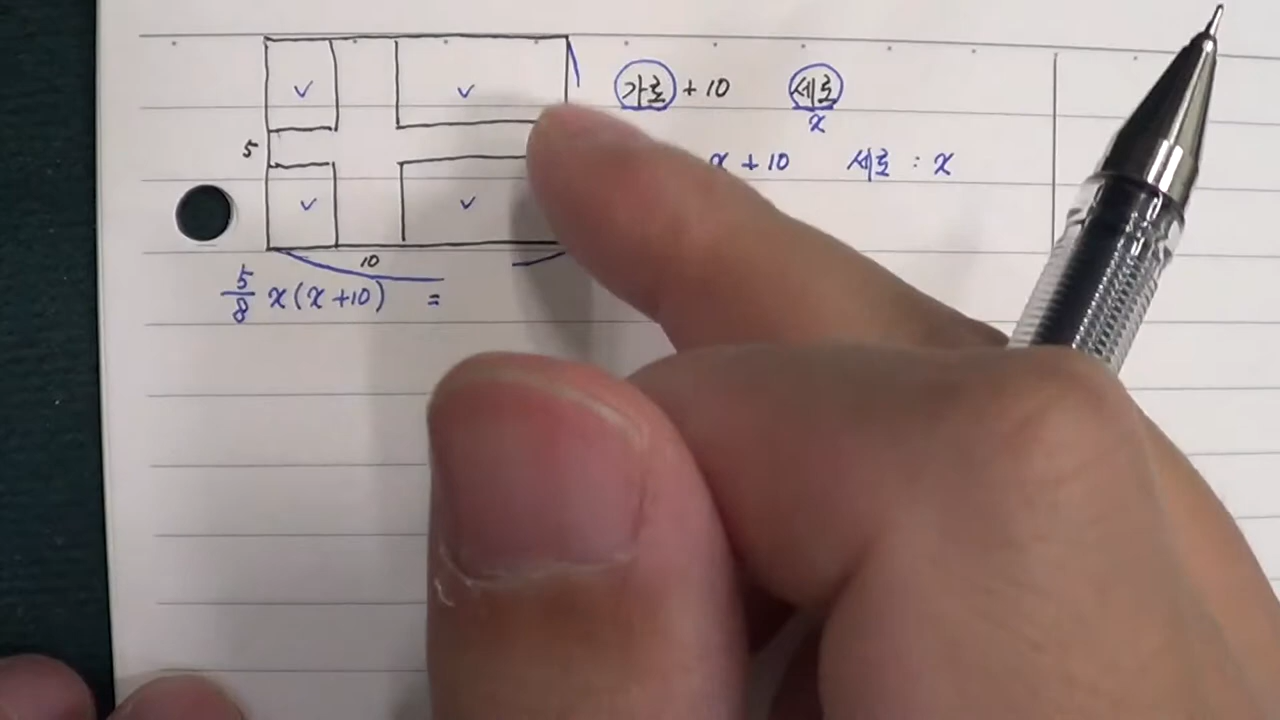 가로 + 10 세로
x
5
x + 10 세로 : x
10
5/8 x(x+10) =